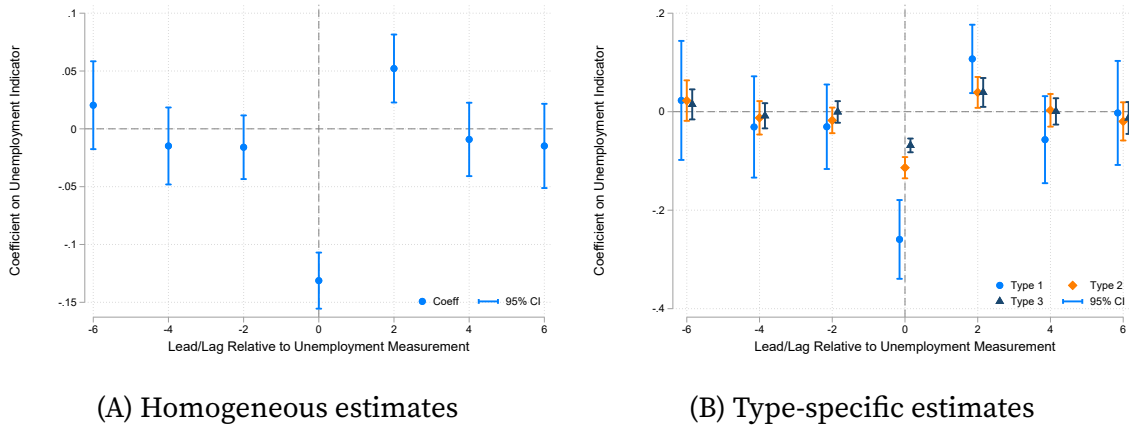 Coefficient on Unemployment Indicator
.1
.05
0
-.05
-.1
-.15
-6
-4
-2
0
2
4
6
Lead/Lag Relative to Unemployment Measurement
Coeff
95% CI
(A) Homogeneous estimates
Coefficient on Unemployment Indicator
.2
0
-.2
-.4
-6
-4
-2
0
2
4
6
Lead/Lag Relative to Unemployment Measurement
Type 1
Type 2
Type 3
95% CI
(B) Type-specific estimates